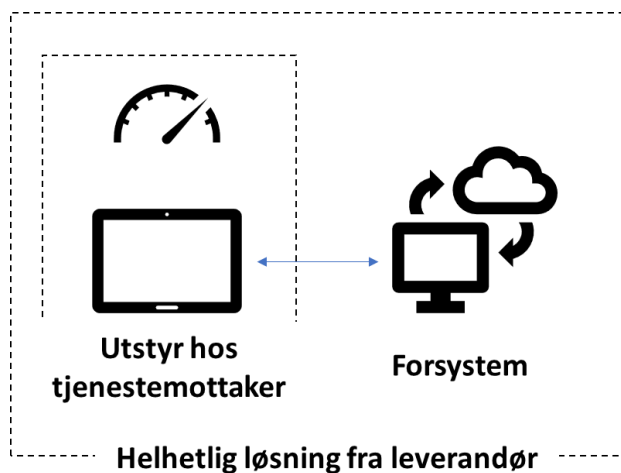 Utstyr hos
tjenestemottaker
Forsystem
Helhetlig løsning fra leverandør